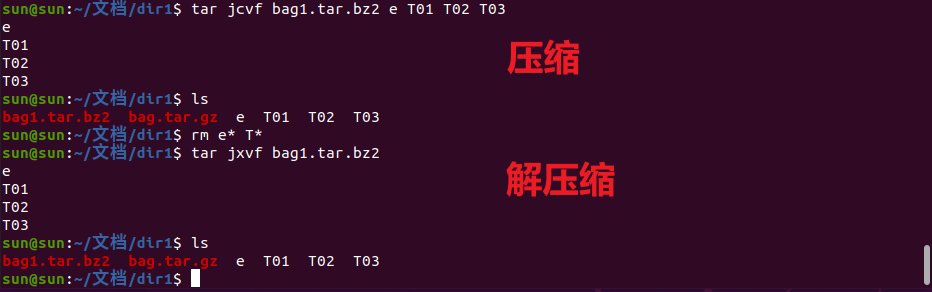 sun@sun:~/文档/dir1$ tar jcvf bag1.tar.bz2 e T01 T02 T03
e
T01
T02
T03
压缩
sun@sun:~/文档/dir1$ ls
bag1.tar.bz2  bag.tar.gz  e  T01  T02  T03
sun@sun:~/文档/dir1$ rm e* T*
sun@sun:~/文档/dir1$ tar jxvf bag1.tar.bz2
e
T01
T02
T03
解压缩
sun@sun:~/文档/dir1$ ls
bag1.tar.bz2  bag.tar.gz  e  T01  T02  T03
sun@sun:~/文档/dir1$